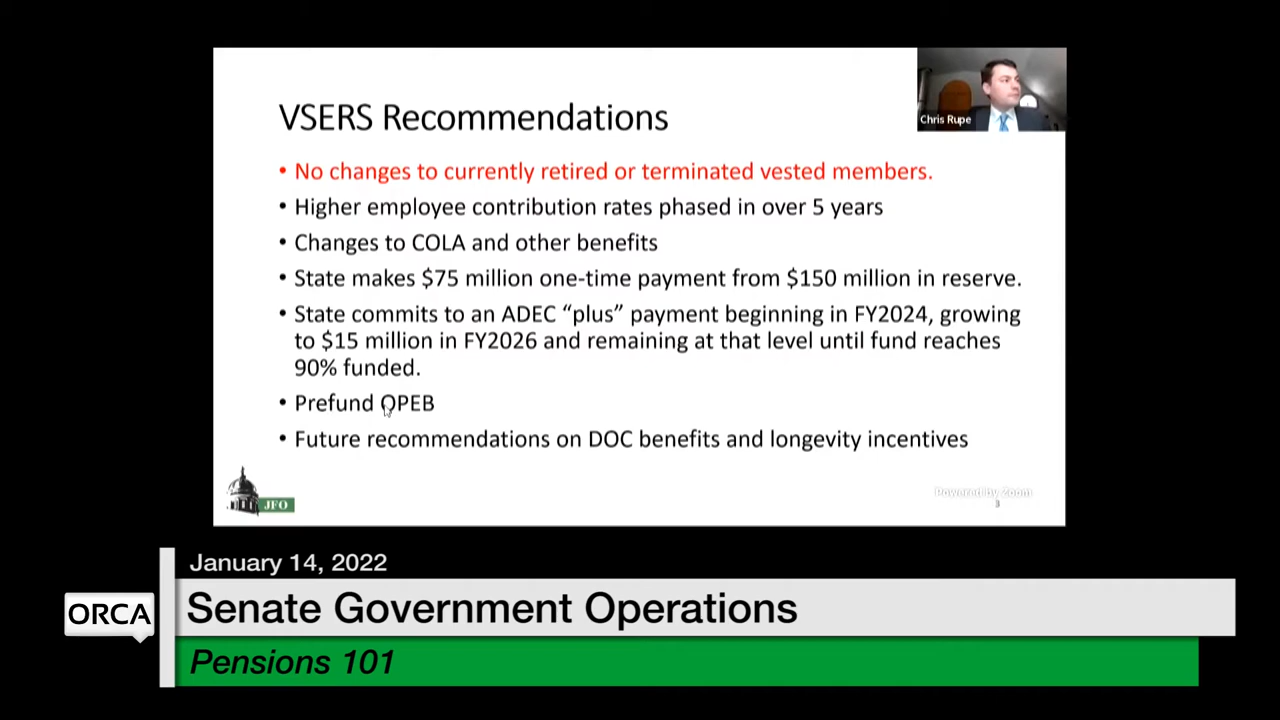 VSERS Recommendations
Chris Rupe
• No changes to currently retired or terminated vested members.
• Higher employee contribution rates phased in over 5 years
• Changes to COLA and other benefits
• State makes $75 million one-time payment from $150 million in reserve.
• State commits to an ADEC “plus” payment beginning in FY2024, growing
to $15 million in FY2026 and remaining at that level until fund reaches
90% funded.
• Prefund OPEB
• Future recommendations on DOC benefits and longevity incentives
JFO
Powered by Zoom
3
January 14, 2022
ORCA
Senate Government Operations
Pensions 101